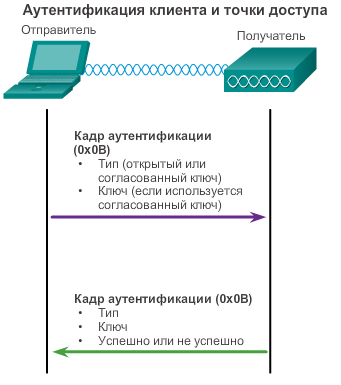 Аутентификация клиента и точки доступа
Отправитель
Получатель
Кадр аутентификации
(0x0B)
• Тип (открытый или
согласованный ключ)
• Ключ (если используется
согласованный ключ)
Кадр аутентификации (0x0B)
• Тип
• Ключ
• Успешно или не успешно